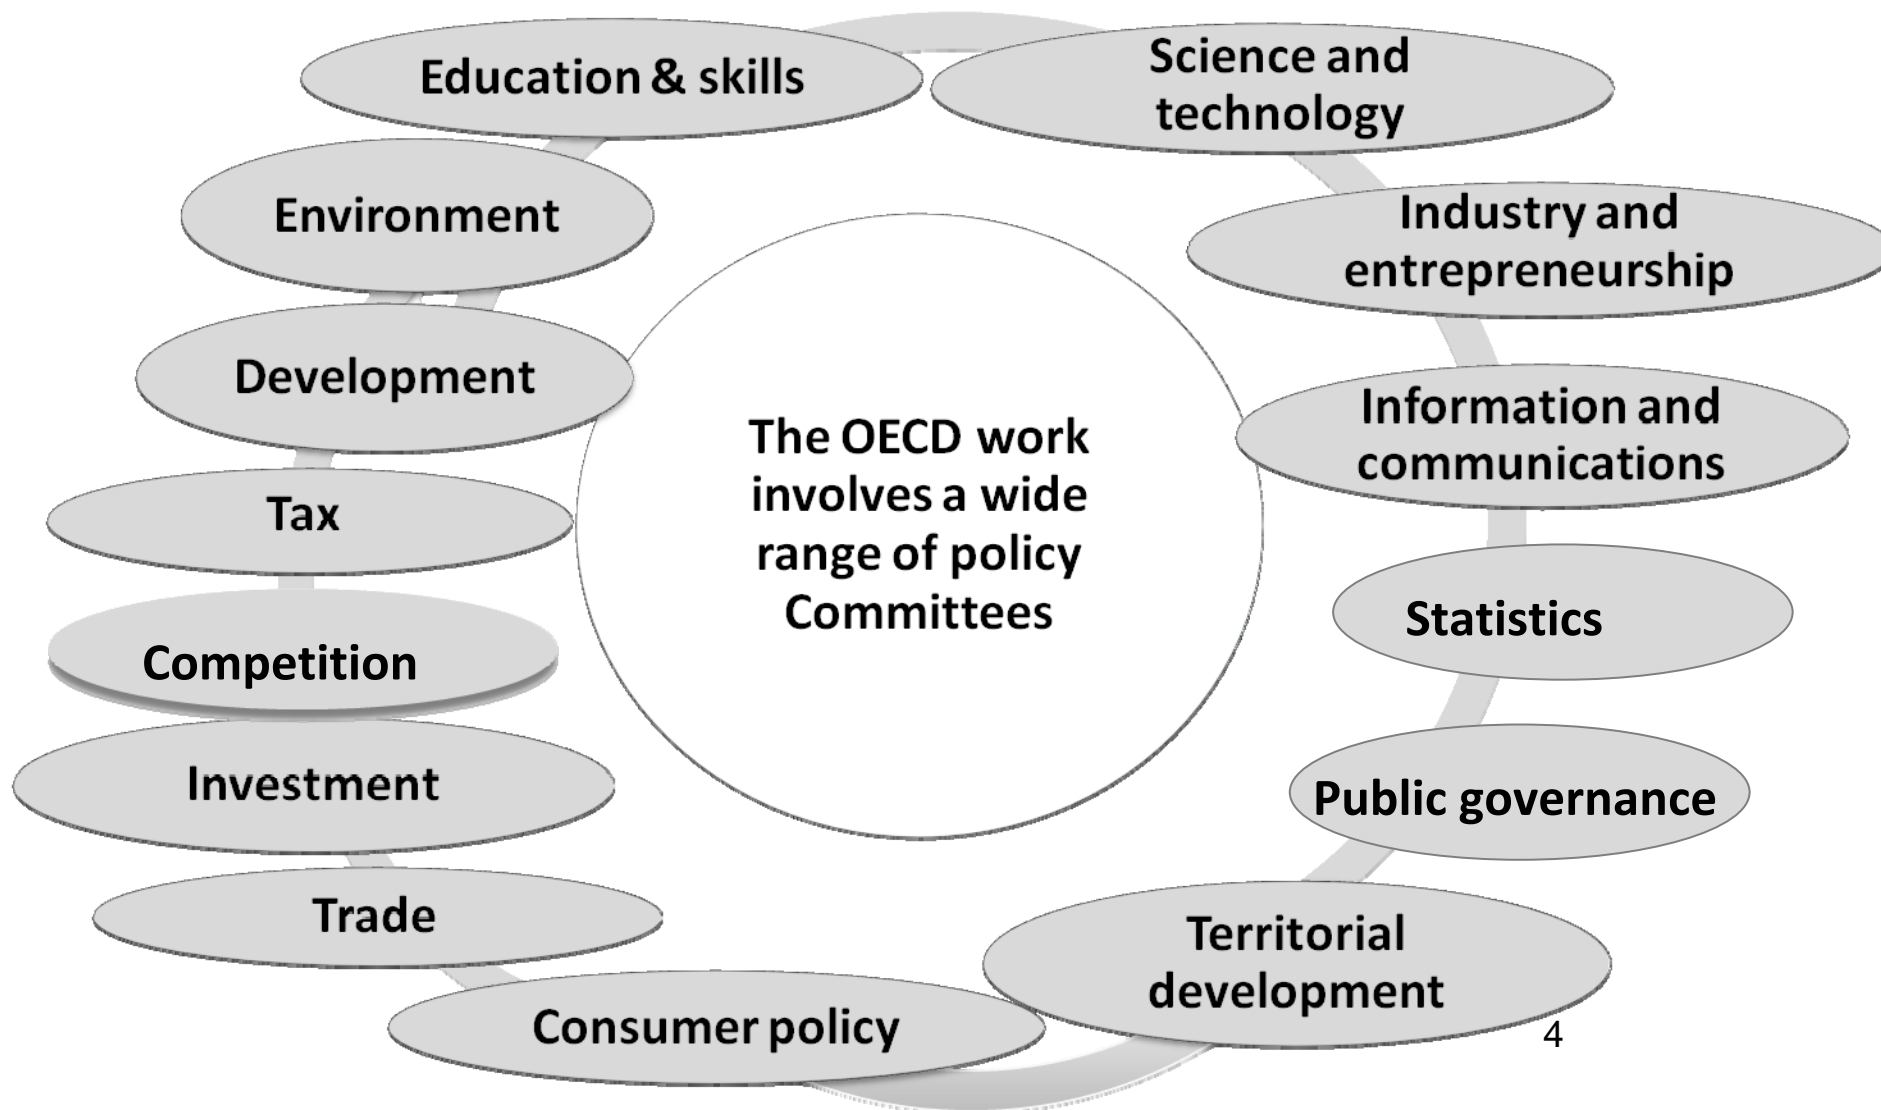 Education & skills
Science and
technology
Environment
Industry and
entrepreneurship
Development
Information and
communications
The OECD work
involves a wide
range of policy
Committees
Tax
Statistics
Competition
Investment
Public governance
Trade
Territorial
development
Consumer policy
4